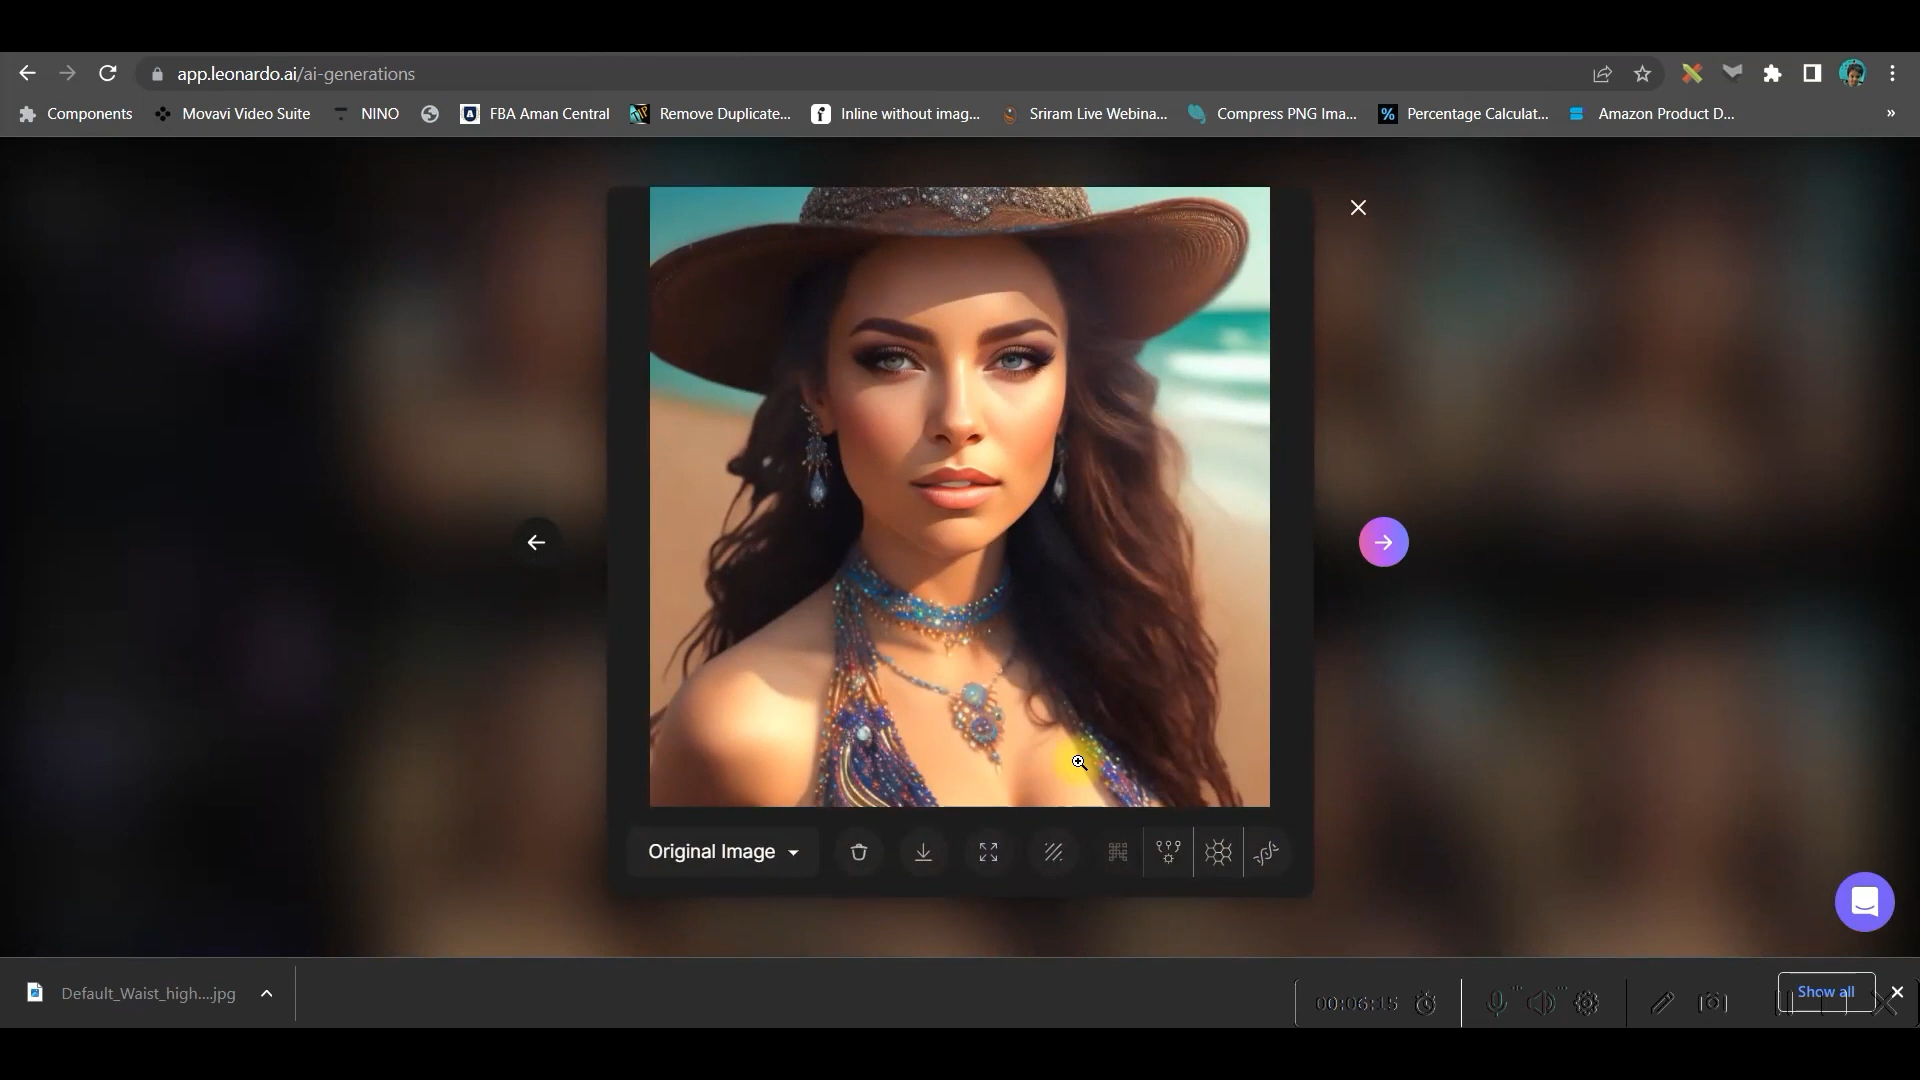 app.leonardo.ai/ai-generations
Components Movavi Video Suite NINO FBA Aman Central Remove Duplicate... Inline without imag... Sriram Live Webina... Compress PNG Ima... % Percentage Calculat... Amazon Product D... »
Original Image
Default_Waist_high....jpg
00:06:15
Show all